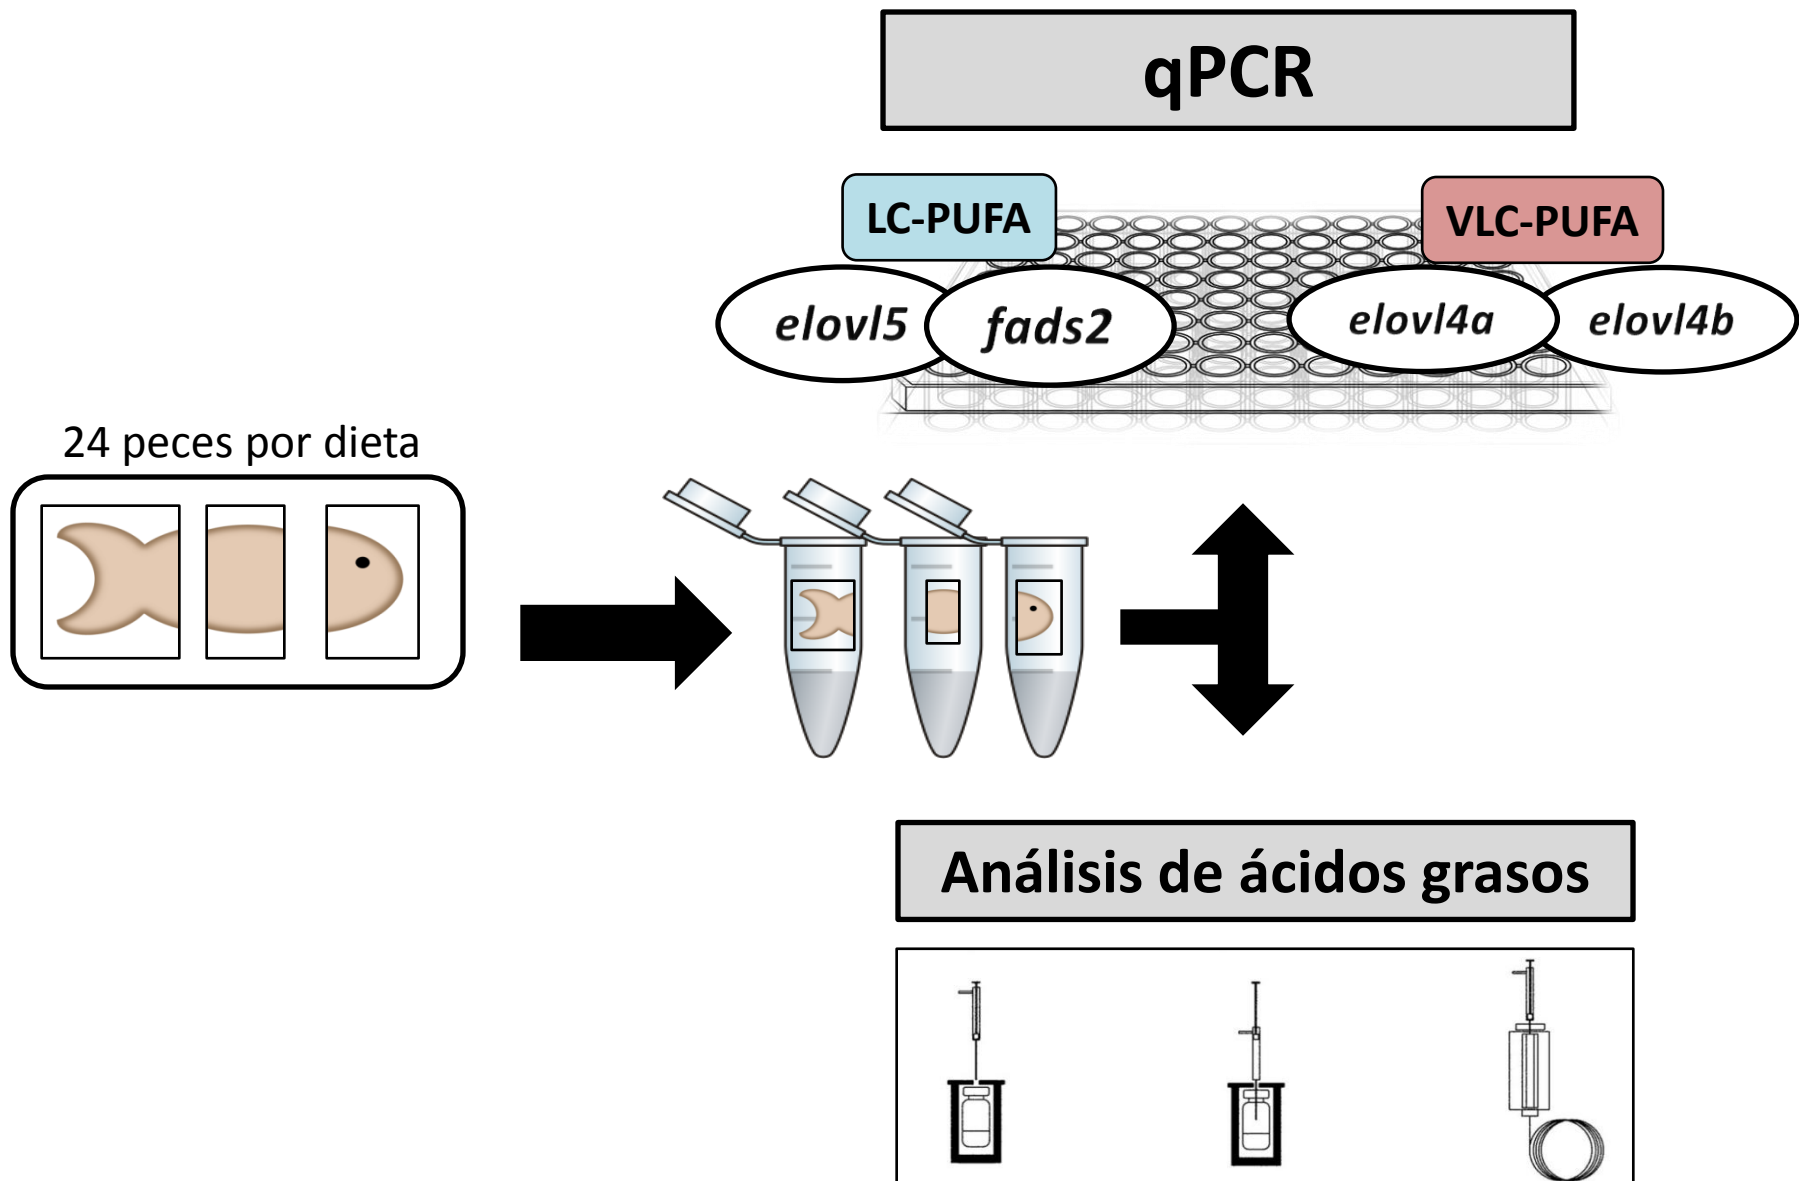 qPCR
LC-PUFA
VLC-PUFA
elovl5
fads2
elovl4a
elovl4b
24 peces por dieta
Análisis de ácidos grasos